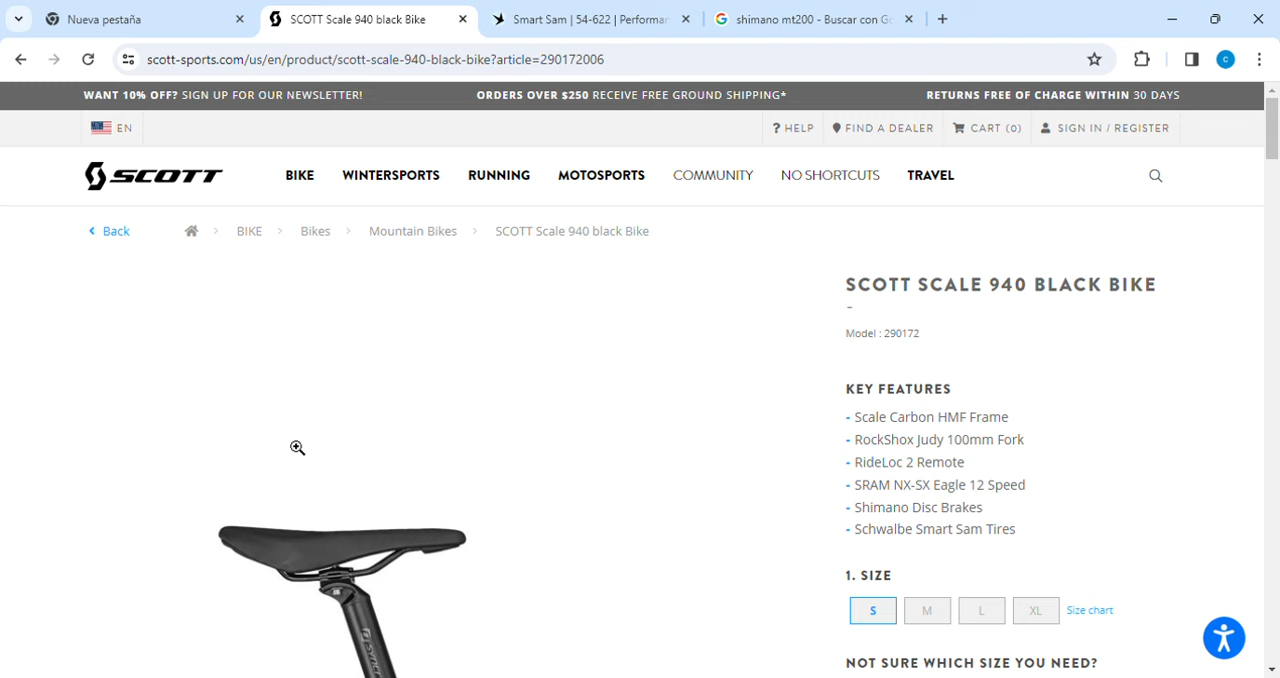 Nueva pestaña
SCOTT Scale 940 black Bike
Smart Sam | 54-622 | Performan
shimano mt200 - Buscar con Go
scott-sports.com/us/en/product/scott-scale-940-black-bike?article=290172006
C
WANT 10% OFF? SIGN UP FOR OUR NEWSLETTER!
ORDERS OVER $250 RECEIVE FREE GROUND SHIPPING*
RETURNS FREE OF CHARGE WITHIN 30 DAYS
EN
? HELP
FIND A DEALER
CART (0)
SIGN IN / REGISTER
SCOTT
BIKE
WINTERSPORTS
RUNNING
MOTOSPORTS
COMMUNITY
NO SHORTCUTS
TRAVEL
Back
BIKE
Bikes
Mountain Bikes
SCOTT Scale 940 black Bike
SCOTT SCALE 940 BLACK BIKE
-
Model : 290172
KEY FEATURES
- Scale Carbon HMF Frame
- RockShox Judy 100mm Fork
- RideLoc 2 Remote
- SRAM NX-SX Eagle 12 Speed
- Shimano Disc Brakes
- Schwalbe Smart Sam Tires
1. SIZE
S
M
L
XL
Size chart
NOT SURE WHICH SIZE YOU NEED?